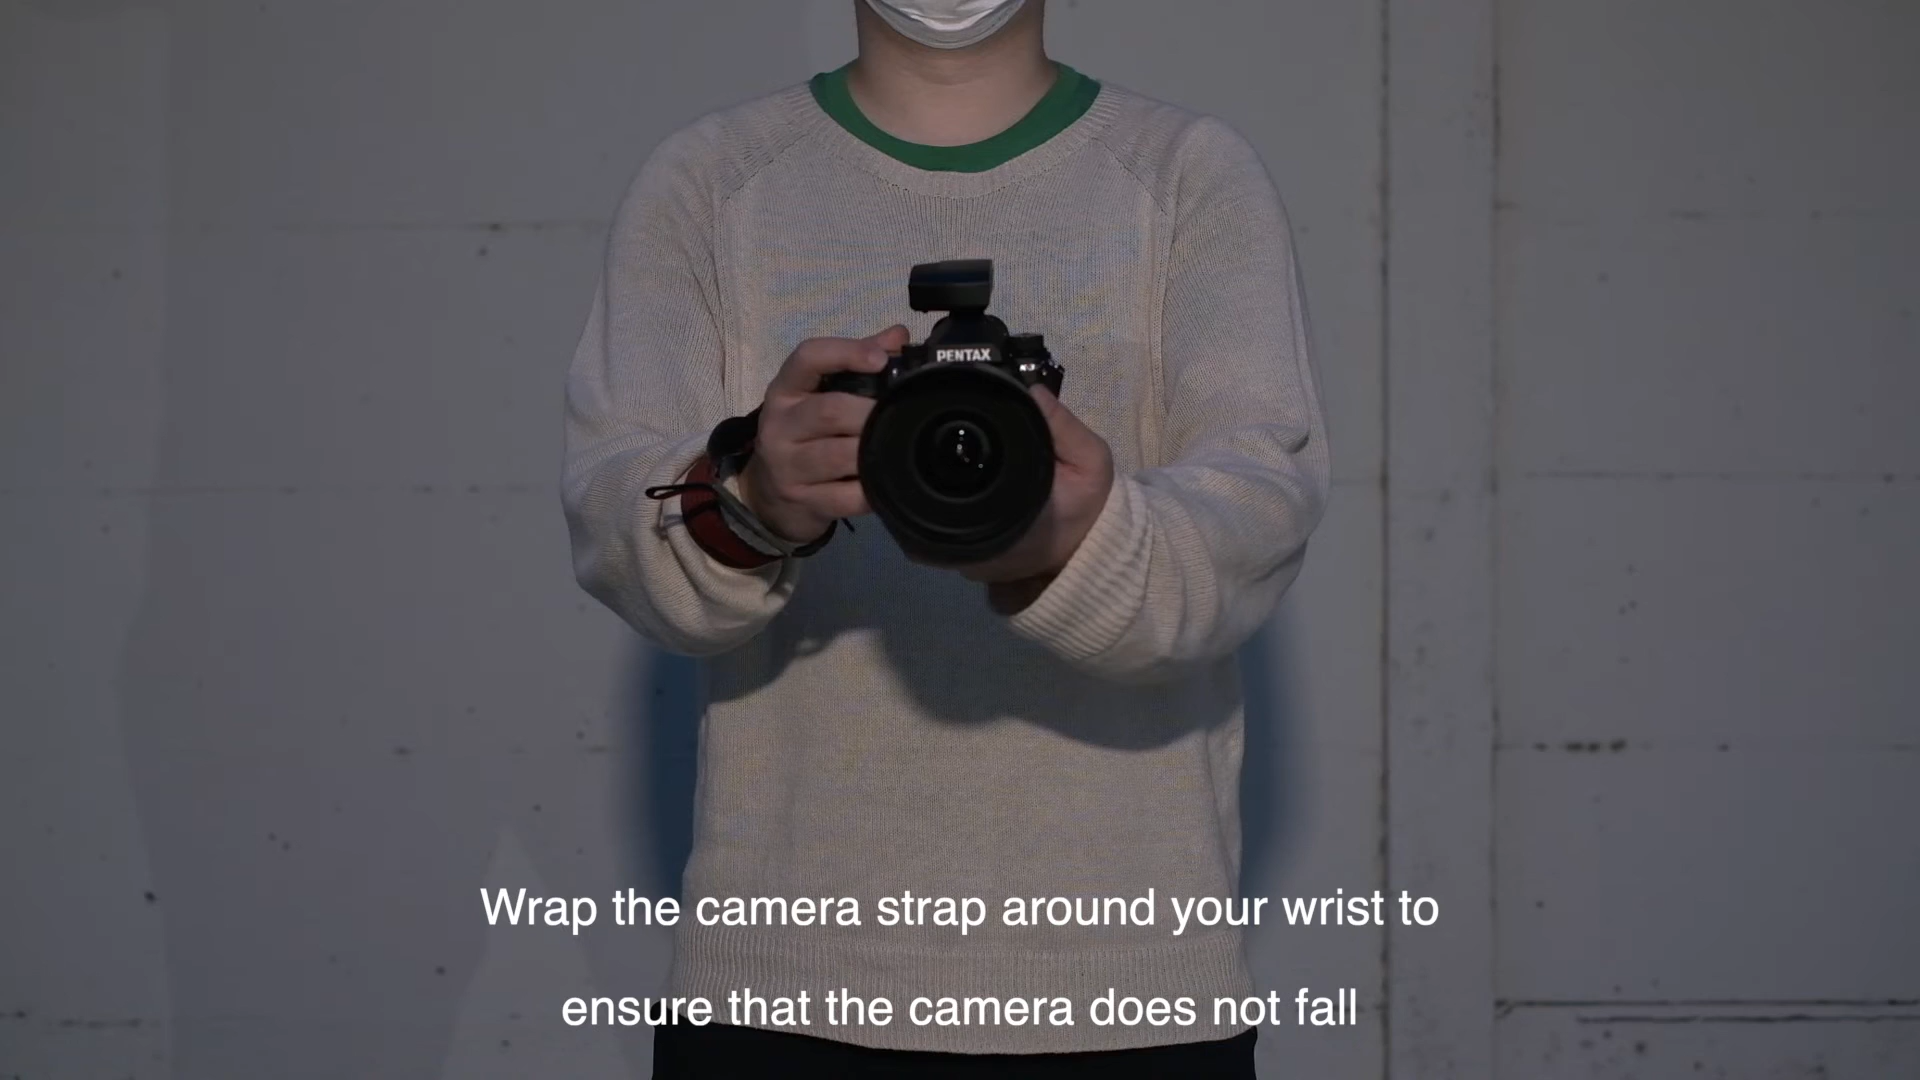 PENTAX
Wrap the camera strap around your wrist to
ensure that the camera does not fall